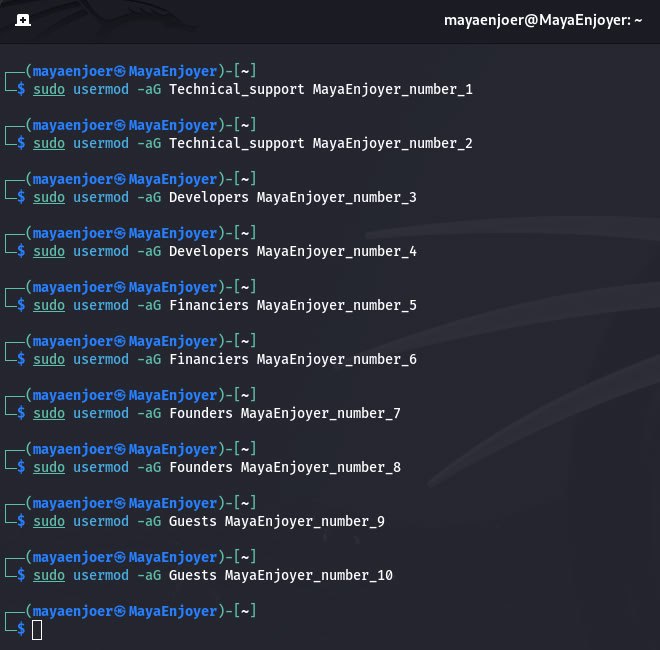 mayaenjoer@MayaEnjoyer: ~
┌──(mayaenjoer㉿MayaEnjoyer)-[~]
└─$ sudo usermod -aG Technical_support MayaEnjoyer_number_1
┌──(mayaenjoer㉿MayaEnjoyer)-[~]
└─$ sudo usermod -aG Technical_support MayaEnjoyer_number_2
┌──(mayaenjoer㉿MayaEnjoyer)-[~]
└─$ sudo usermod -aG Developers MayaEnjoyer_number_3
┌──(mayaenjoer㉿MayaEnjoyer)-[~]
└─$ sudo usermod -aG Developers MayaEnjoyer_number_4
┌──(mayaenjoer㉿MayaEnjoyer)-[~]
└─$ sudo usermod -aG Financiers MayaEnjoyer_number_5
┌──(mayaenjoer㉿MayaEnjoyer)-[~]
└─$ sudo usermod -aG Financiers MayaEnjoyer_number_6
┌──(mayaenjoer㉿MayaEnjoyer)-[~]
└─$ sudo usermod -aG Founders MayaEnjoyer_number_7
┌──(mayaenjoer㉿MayaEnjoyer)-[~]
└─$ sudo usermod -aG Founders MayaEnjoyer_number_8
┌──(mayaenjoer㉿MayaEnjoyer)-[~]
└─$ sudo usermod -aG Guests MayaEnjoyer_number_9
┌──(mayaenjoer㉿MayaEnjoyer)-[~]
└─$ sudo usermod -aG Guests MayaEnjoyer_number_10
┌──(mayaenjoer㉿MayaEnjoyer)-[~]
└─$